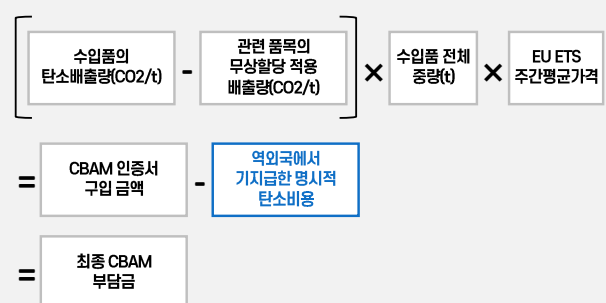 [ 수입품의
탄소배출량(CO2/t)
-
관련 품목의
무상할당 적용
배출량(CO2/t) ]
×
수입품 전체
중량(t)
×
EU ETS
주간평균가격
=
CBAM 인증서
구입 금액
-
역외국에서
기지급한 명시적
탄소비용
=
최종 CBAM
부담금